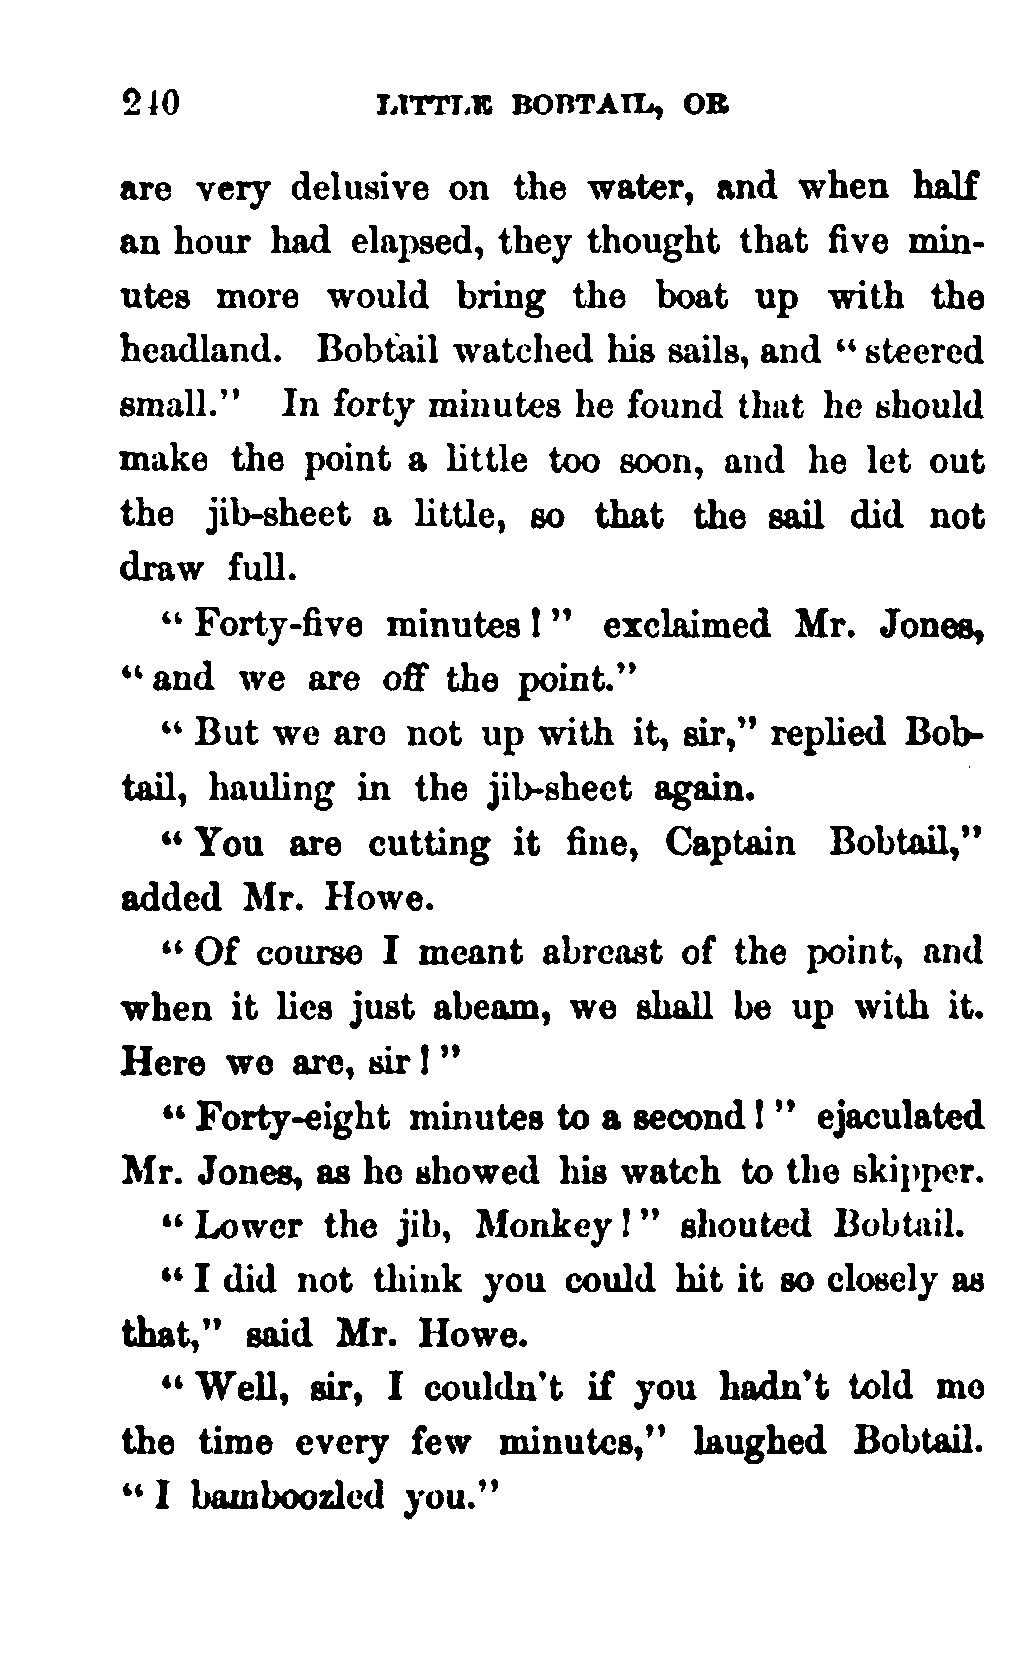 240 LITTLE BOBTAIL, OR
are very delusive on the water, and when half
an hour had elapsed, they thought that five min-
utes more would bring the boat up with the
headland. Bobtail watched his sails, and "steered
small." In forty minutes he found that he should
make the point a little too soon, and he let out
the jib-sheet a little, so that the sail did not
draw full.
"Forty-five minutes!" exclaimed Mr. Jones,
"and we are off the point."
"But we are not up with it, sir," replied Bob-
tail, hauling in the jib-sheet again.
"You are cutting it fine, Captain Bobtail,"
added Mr. Howe.
"Of course I meant abreast of the point, and
when it lies just abeam, we shall be up with it.
Here we are, sir!"
"Forty-eight minutes to a second!" ejaculated
Mr. Jones, as he showed his watch to the skipper.
"Lower the jib, Monkey!" shouted Bobtail.
"I did not think you could hit it so closely as
that," said Mr. Howe.
"Well, sir, I couldn't if you hadn't told me
the time every few minutes," laughed Bobtail.
"I bamboozled you."